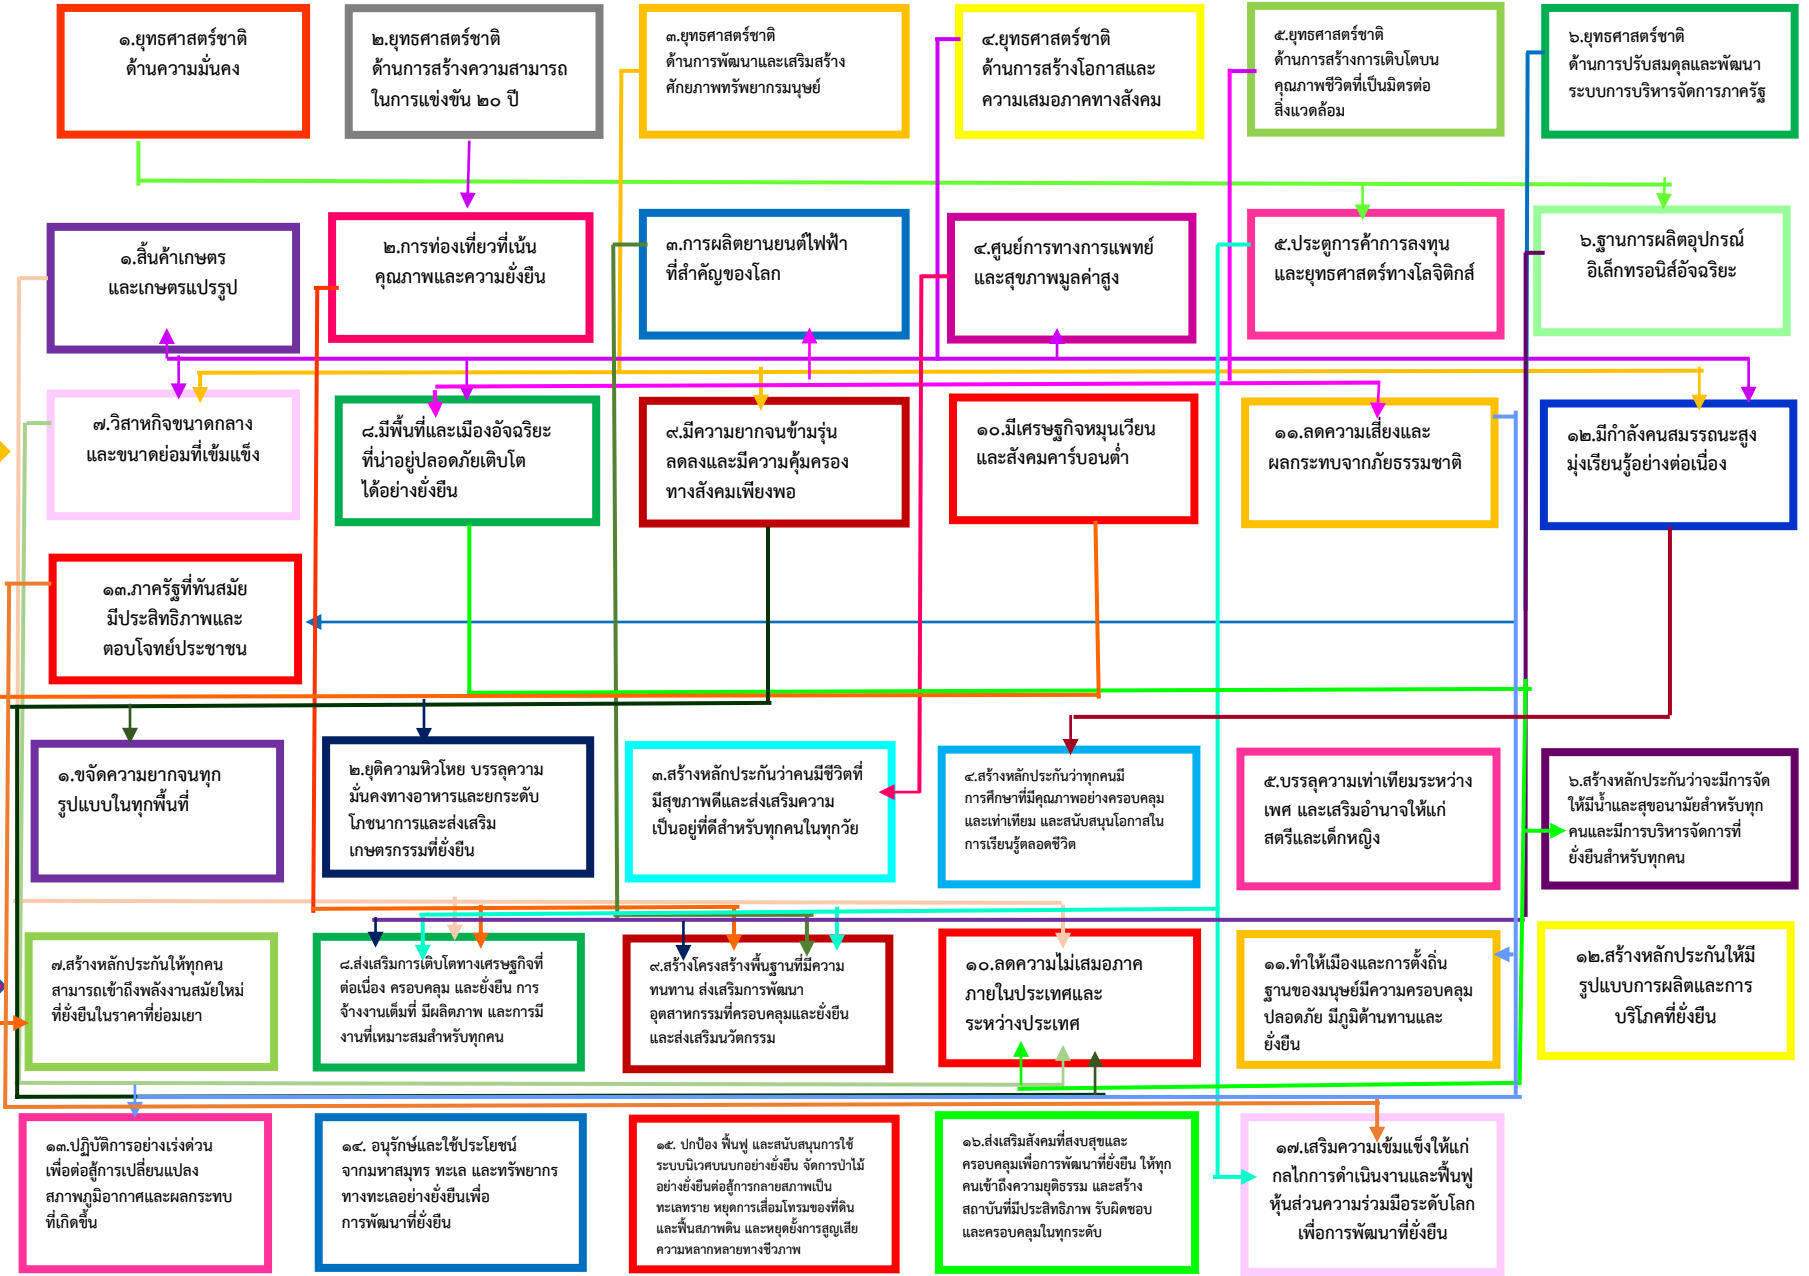 ๑.ยุทธศาสตร์ชาติ
ด้านความมั่นคง
๒.ยุทธศาสตร์ชาติ
ด้านการสร้างความสามารถ
ในการแข่งขัน ๒๐ ปี
๓.ยุทธศาสตร์ชาติ
ด้านการพัฒนาและเสริมสร้าง
ศักยภาพทรัพยากรมนุษย์
๔.ยุทธศาสตร์ชาติ
ด้านการสร้างโอกาสและ
ความเสมอภาคทางสังคม
๕.ยุทธศาสตร์ชาติ
ด้านการสร้างการเติบโตบน
คุณภาพชีวิตที่เป็นมิตรต่อ
สิ่งแวดล้อม
๖.ยุทธศาสตร์ชาติ
ด้านการปรับสมดุลและพัฒนา
ระบบการบริหารจัดการภาครัฐ
๑.สินค้าเกษตร
และเกษตรแปรรูป
๒.การท่องเที่ยวที่เน้น
คุณภาพและความยั่งยืน
๓.การผลิตยานยนต์ไฟฟ้า
ที่สำคัญของโลก
๔.ศูนย์การทางการแพทย์
และสุขภาพมูลค่าสูง
๕.ประตูการค้าการลงทุน
และยุทธศาสตร์ทางโลจิติกส์
๖.ฐานการผลิตอุปกรณ์
อิเล็กทรอนิส์อัจฉริยะ
๗.วิสาหกิจขนาดกลาง
และขนาดย่อมที่เข้มแข็ง
๘.มีพื้นที่และเมืองอัจฉริยะ
ที่น่าอยู่ปลอดภัยเติบโต
ได้อย่างยั่งยืน
๙.มีความยากจนข้ามรุ่น
ลดลงและมีความคุ้มครอง
ทางสังคมเพียงพอ
๑๐.มีเศรษฐกิจหมุนเวียน
และสังคมคาร์บอนต่ำ
๑๑.ลดความเสี่ยงและ
ผลกระทบจากภัยธรรมชาติ
๑๒.มีกำลังคนสมรรถนะสูง
มุ่งเรียนรู้อย่างต่อเนื่อง
๑๓.ภาครัฐที่ทันสมัย
มีประสิทธิภาพและ
ตอบโจทย์ประชาชน
๑.ขจัดความยากจนทุก
รูปแบบในทุกพื้นที่
๒.ยุติความหิวโหย บรรลุความ
มั่นคงทางอาหารและยกระดับ
โภชนาการและส่งเสริม
เกษตรกรรมที่ยั่งยืน
๓.สร้างหลักประกันว่าคนมีชีวิตที่
มีสุขภาพดีและส่งเสริมความ
เป็นอยู่ที่ดีสำหรับทุกคนในทุกวัย
๔.สร้างหลักประกันว่าทุกคนมี
การศึกษาที่มีคุณภาพอย่างครอบคลุม
และเท่าเทียม และสนับสนุนโอกาสใน
การเรียนรู้ตลอดชีวิต
๕.บรรลุความเท่าเทียมระหว่าง
เพศ และเสริมอำนาจให้แก่
สตรีและเด็กหญิง
๖.สร้างหลักประกันว่าจะมีการจัด
ให้มีน้ำและสุขอนามัยสำหรับทุก
คนและมีการบริหารจัดการที่
ยั่งยืนสำหรับทุกคน
๗.สร้างหลักประกันให้ทุกคน
สามารถเข้าถึงพลังงานสมัยใหม่
ที่ยั่งยืนในราคาที่ย่อมเยา
๘.ส่งเสริมการเติบโตทางเศรษฐกิจที่
ต่อเนื่อง ครอบคลุม และยั่งยืน การ
จ้างงานเต็มที่ มีผลิตภาพ และการมี
งานที่เหมาะสมสำหรับทุกคน
๙.สร้างโครงสร้างพื้นฐานที่มีความ
ทนทาน ส่งเสริมการพัฒนา
อุตสาหกรรมที่ครอบคลุมและยั่งยืน
และส่งเสริมนวัตกรรม
๑๐.ลดความไม่เสมอภาค
ภายในประเทศและ
ระหว่างประเทศ
๑๑.ทำให้เมืองและการตั้งถิ่น
ฐานของมนุษย์มีความครอบคลุม
ปลอดภัย มีภูมิต้านทานและ
ยั่งยืน
๑๒.สร้างหลักประกันให้มี
รูปแบบการผลิตและการ
บริโภคที่ยั่งยืน
๑๓.ปฏิบัติการอย่างเร่งด่วน
เพื่อต่อสู้การเปลี่ยนแปลง
สภาพภูมิอากาศและผลกระทบ
ที่เกิดขึ้น
๑๔. อนุรักษ์และใช้ประโยชน์
จากมหาสมุทร ทะเล และทรัพยากร
ทางทะเลอย่างยั่งยืนเพื่อ
การพัฒนาที่ยั่งยืน
๑๕. ปกป้อง ฟื้นฟู และสนับสนุนการใช้
ระบบนิเวศบนบกอย่างยั่งยืน จัดการป่าไม้
อย่างยั่งยืนต่อสู้การกลายสภาพเป็น
ทะเลทราย หยุดการเสื่อมโทรมของที่ดิน
และฟื้นสภาพดิน และหยุดยั้งการสูญเสีย
ความหลากหลายทางชีวภาพ
๑๖.ส่งเสริมสังคมที่สงบสุขและ
ครอบคลุมเพื่อการพัฒนาที่ยั่งยืน ให้ทุก
คนเข้าถึงความยุติธรรม และสร้าง
สถาบันที่มีประสิทธิภาพ รับผิดชอบ
และครอบคลุมในทุกระดับ
๑๗.เสริมความเข้มแข็งให้แก่
กลไกการดำเนินงานและฟื้นฟู
หุ้นส่วนความร่วมมือระดับโลก
เพื่อการพัฒนาที่ยั่งยืน